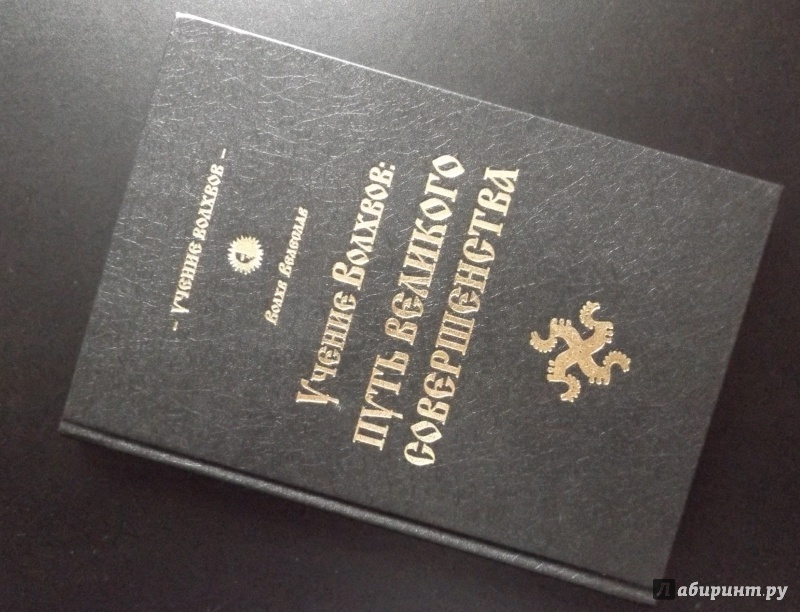 – Учение волхвов –
Волхв Велеслав
Учение Волхвов:
путь великого
совершенства
Лабиринт.ру